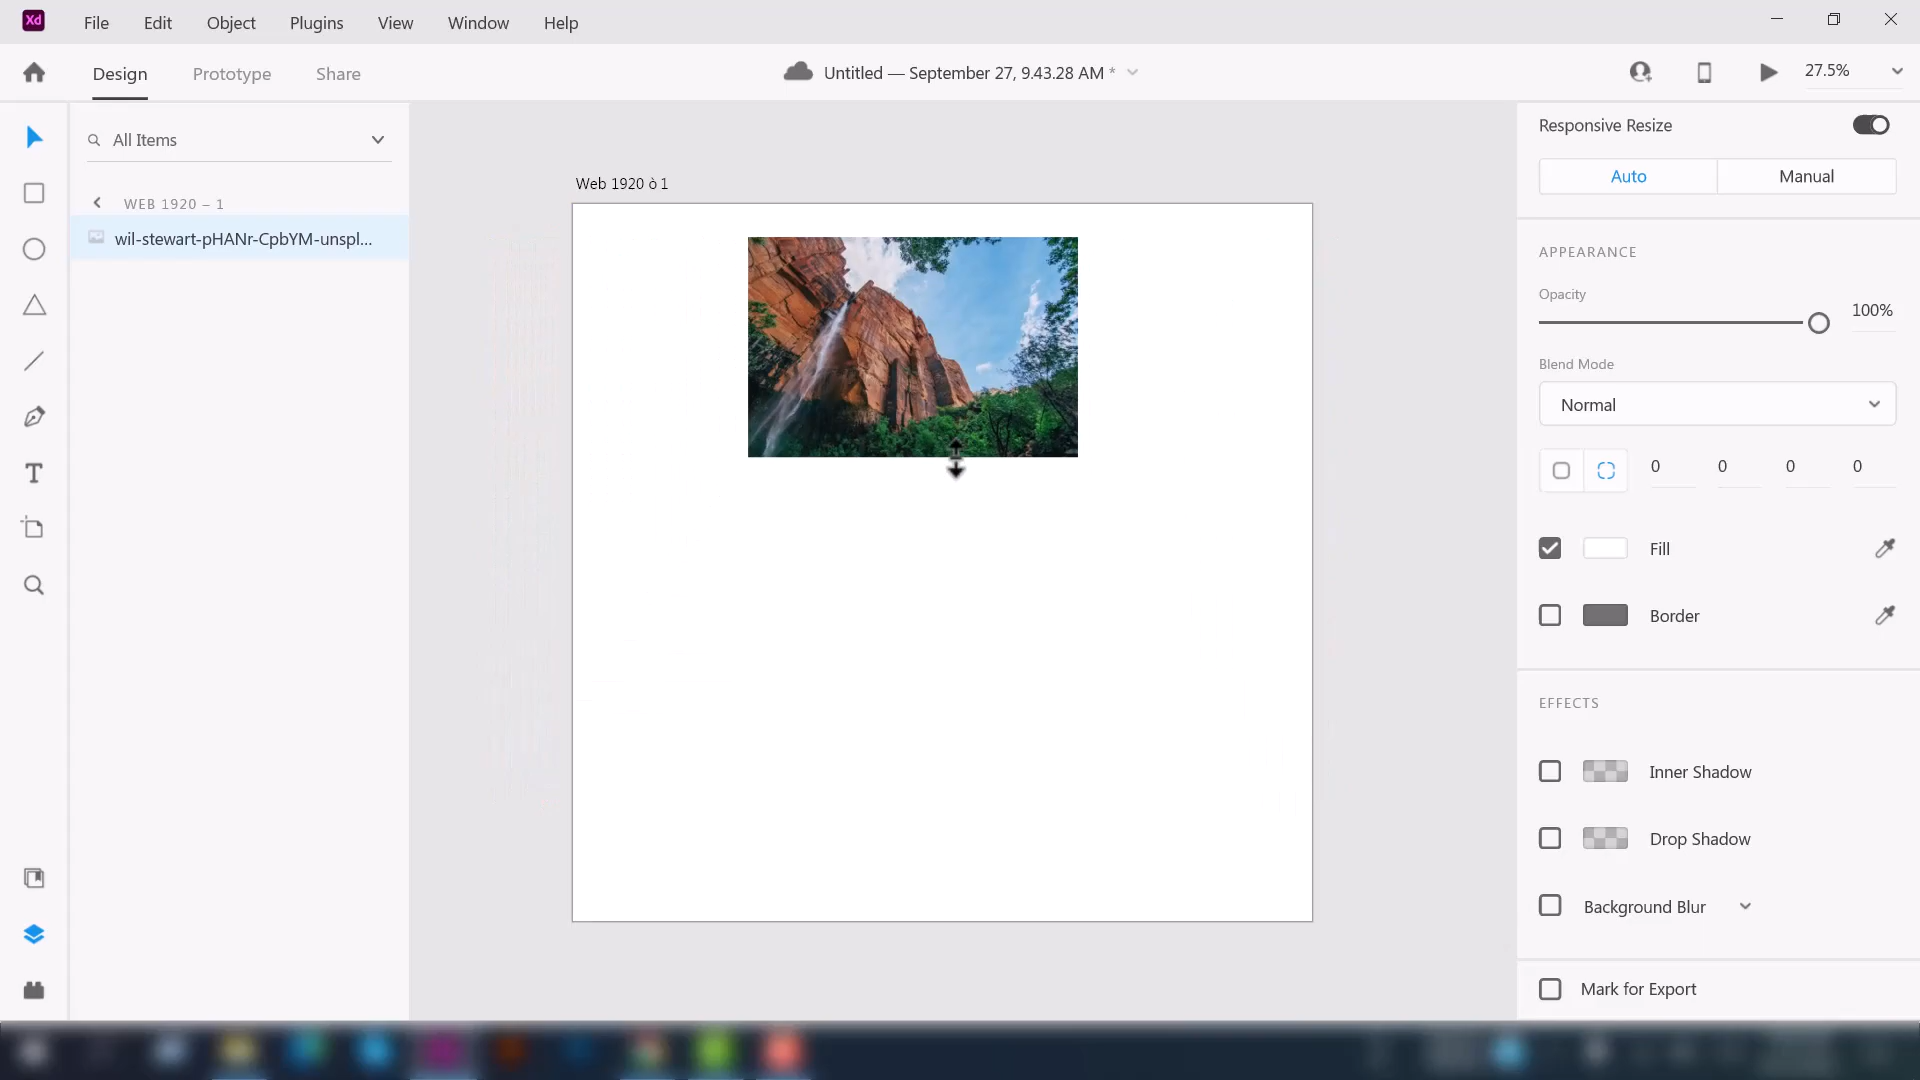 Xd File Edit Object Plugins View Window Help
Design Prototype Share Untitled — September 27, 9.43.28 AM * 27.5%
All Items
WEB 1920 – 1
wil-stewart-pHANr-CpbYM-unspl...
Web 1920 ò 1
Responsive Resize
Auto Manual
APPEARANCE
Opacity
100%
Blend Mode
Normal
0 0 0 0
Fill
Border
EFFECTS
Inner Shadow
Drop Shadow
Background Blur
Mark for Export